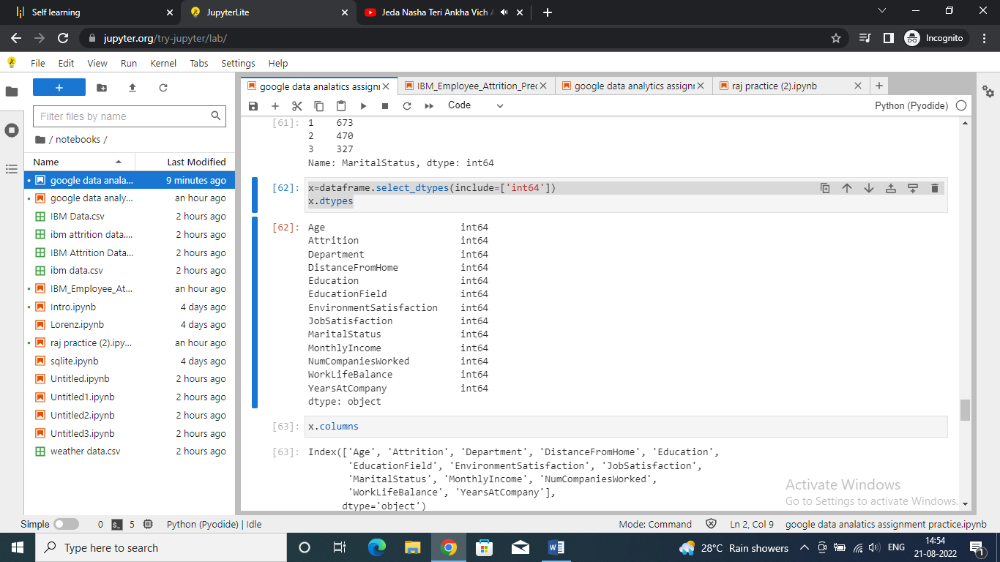 Self learning
JupyterLite
Jeda Nasha Teri Ankha Vich
jupyter.org/try-jupyter/lab/
Incognito
File Edit View Run Kernel Tabs Settings Help
google data analatics assignr
IBM_Employee_Attrition_Prec
google data analytics assignr
raj practice (2).ipynb
Code
Python (Pyodide)
Filter files by name
/ notebooks /
Name Last Modified
google data anala... 9 minutes ago
google data analy... an hour ago
IBM Data.csv 2 hours ago
ibm attrition data.... 2 hours ago
IBM Attrition Data... 2 hours ago
ibm data.csv 2 hours ago
IBM_Employee_At... an hour ago
Intro.ipynb 4 days ago
Lorenz.ipynb 4 days ago
raj practice (2).ipy... an hour ago
sqlite.ipynb 4 days ago
Untitled.ipynb 2 hours ago
Untitled1.ipynb 2 hours ago
Untitled2.ipynb 2 hours ago
Untitled3.ipynb 2 hours ago
weather data.csv 2 hours ago
[61]: 1 673
2 470
3 327
Name: MaritalStatus, dtype: int64
[62]: x=dataframe.select_dtypes(include=['int64'])
x.dtypes
[62]: Age int64
Attrition int64
Department int64
DistanceFromHome int64
Education int64
EducationField int64
EnvironmentSatisfaction int64
JobSatisfaction int64
MaritalStatus int64
MonthlyIncome int64
NumCompaniesWorked int64
WorkLifeBalance int64
YearsAtCompany int64
dtype: object
[63]: x.columns
[63]: Index(['Age', 'Attrition', 'Department', 'DistanceFromHome', 'Education',
'EducationField', 'EnvironmentSatisfaction', 'JobSatisfaction',
'MaritalStatus', 'MonthlyIncome', 'NumCompaniesWorked',
'WorkLifeBalance', 'YearsAtCompany'],
dtype='object')
Activate Windows
Go to Settings to activate Windows.
Simple 0 5 Python (Pyodide) | Idle
Mode: Command Ln 2, Col 9 google data analatics assignment practice.ipynb
Type here to search
28°C Rain showers
ENG
14:54
21-08-2022
1